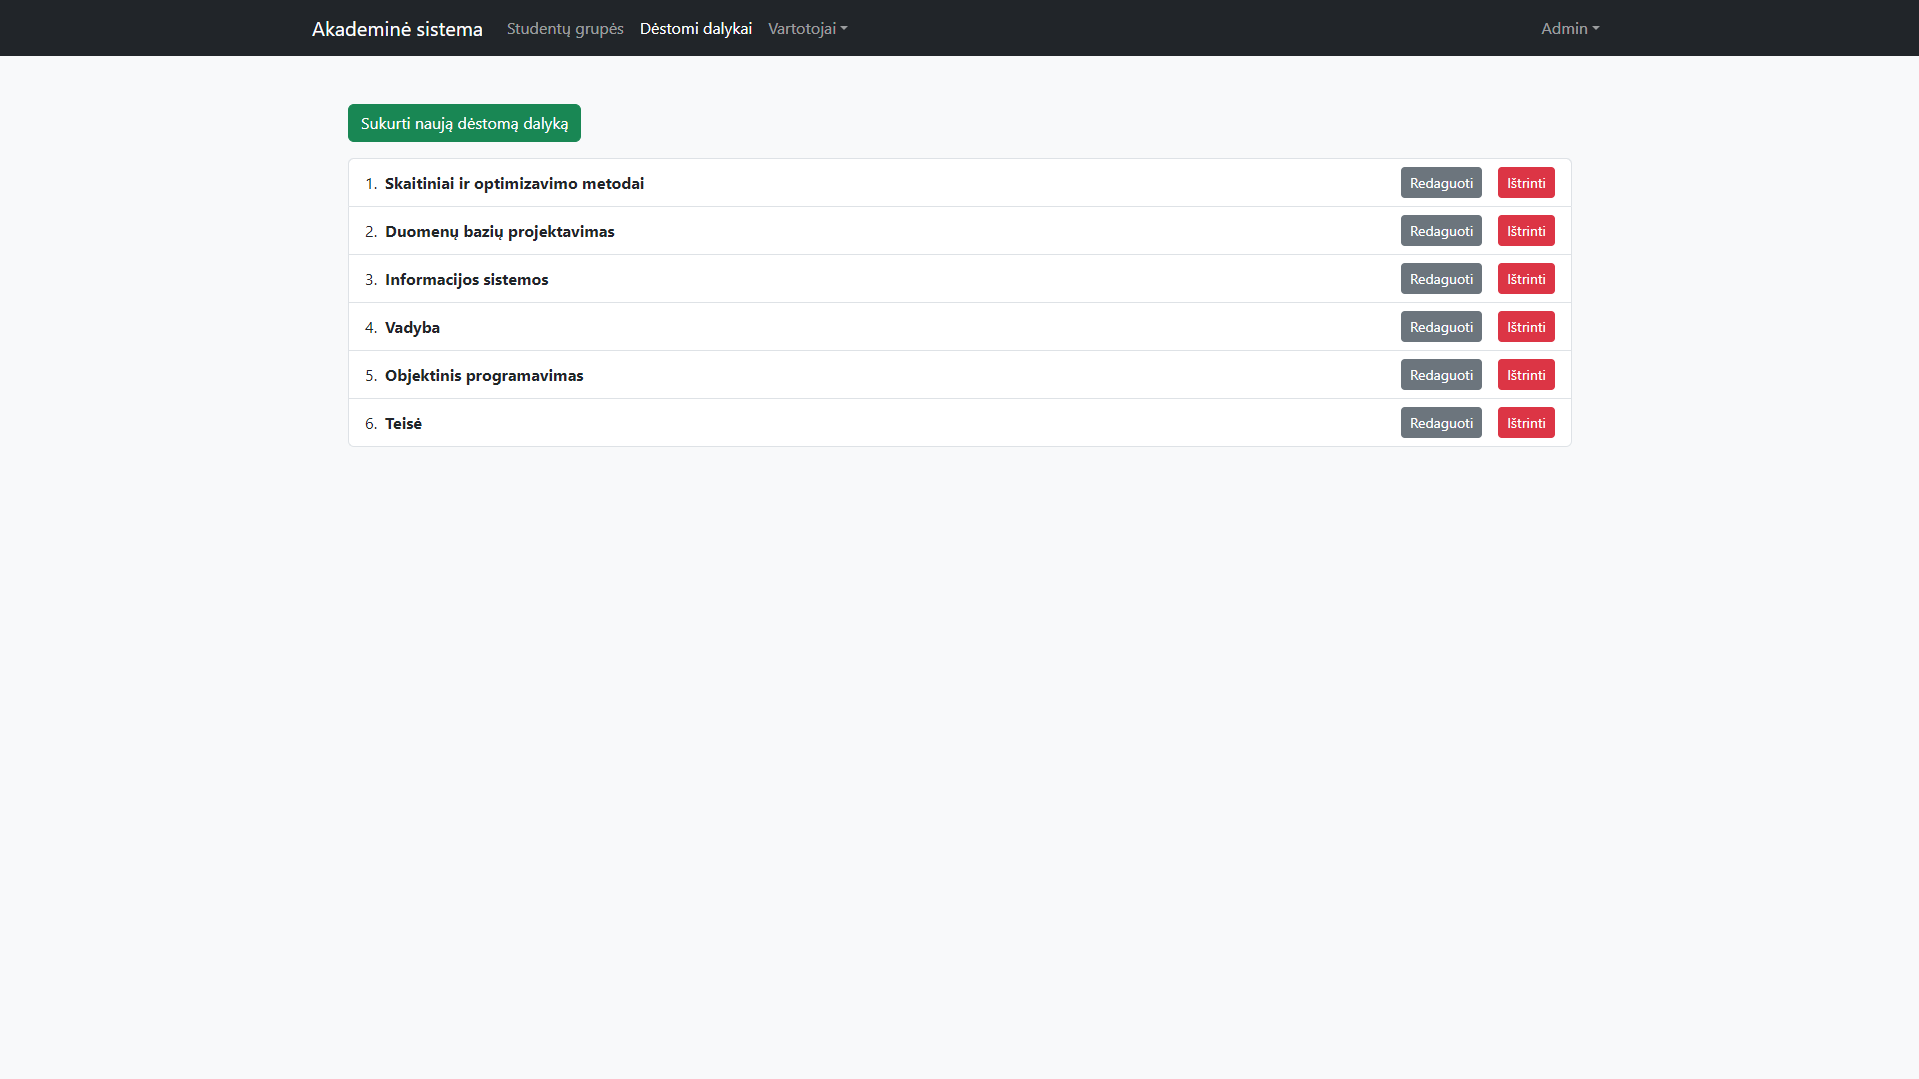 Akademinė sistema Studentų grupės Dėstomi dalykai Vartotojai Admin
Sukurti naują dėstomą dalyką
1. Skaitiniai ir optimizavimo metodai Redaguoti Ištrinti
2. Duomenų bazių projektavimas Redaguoti Ištrinti
3. Informacijos sistemos Redaguoti Ištrinti
4. Vadyba Redaguoti Ištrinti
5. Objektinis programavimas Redaguoti Ištrinti
6. Teisė Redaguoti Ištrinti